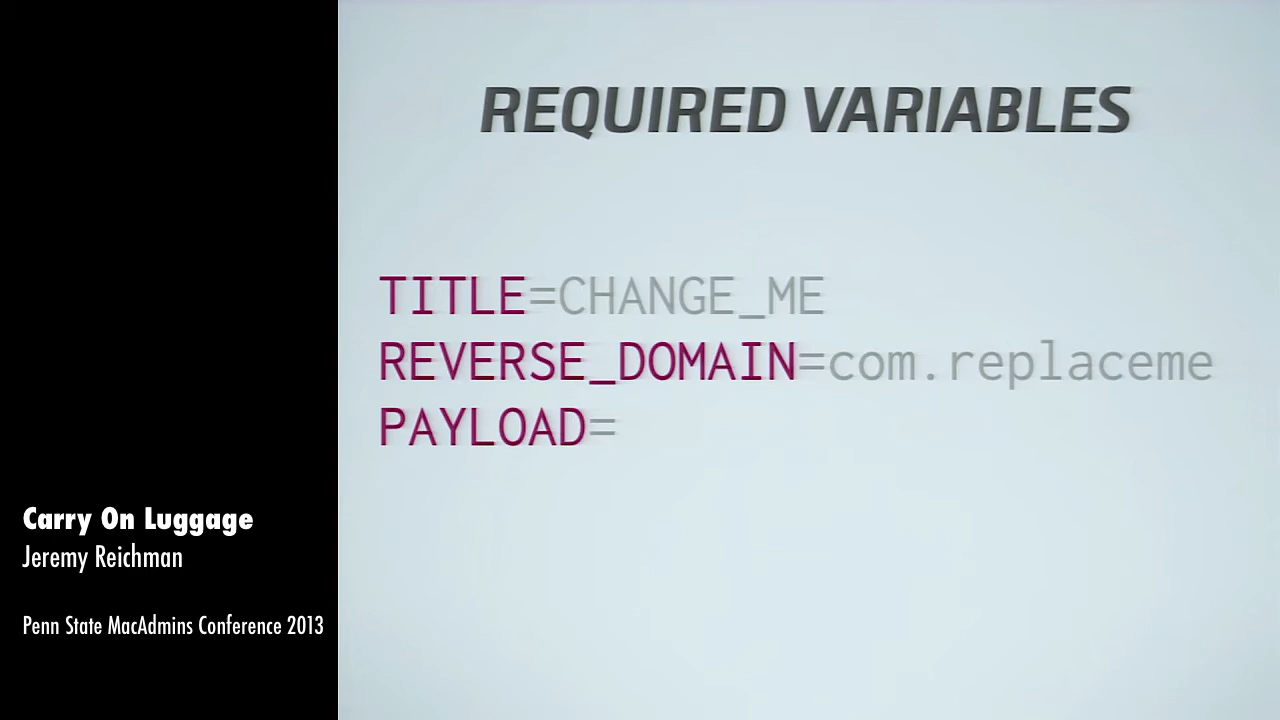 REQUIRED VARIABLES
TITLE=CHANGE_ME
REVERSE_DOMAIN=com.replaceme
PAYLOAD=
Carry On Luggage
Jeremy Reichman
Penn State MacAdmins Conference 2013